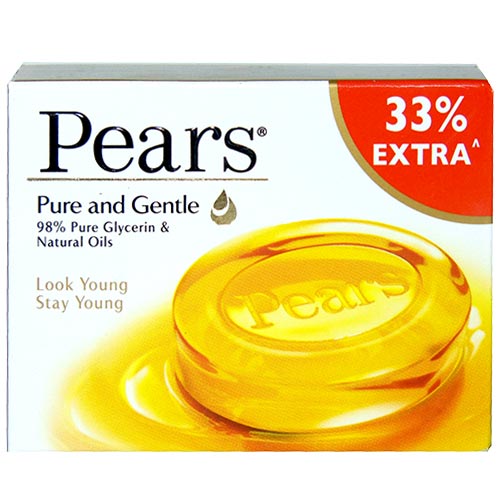 33%
EXTRA^
Pears®
Pure and Gentle
98% Pure Glycerin &
Natural Oils
Look Young
Stay Young
Pears